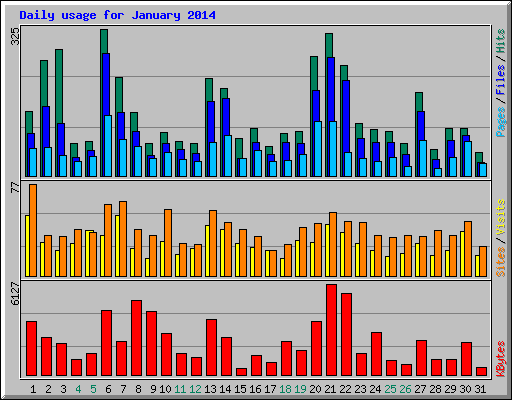 Daily usage for January 2014
325
Pages / Files / Hits
77
Sites / Visits
6127
KBytes
1 2 3 4 5 6 7 8 9 10 11 12 13 14 15 16 17 18 19 20 21 22 23 24 25 26 27 28 29 30 31